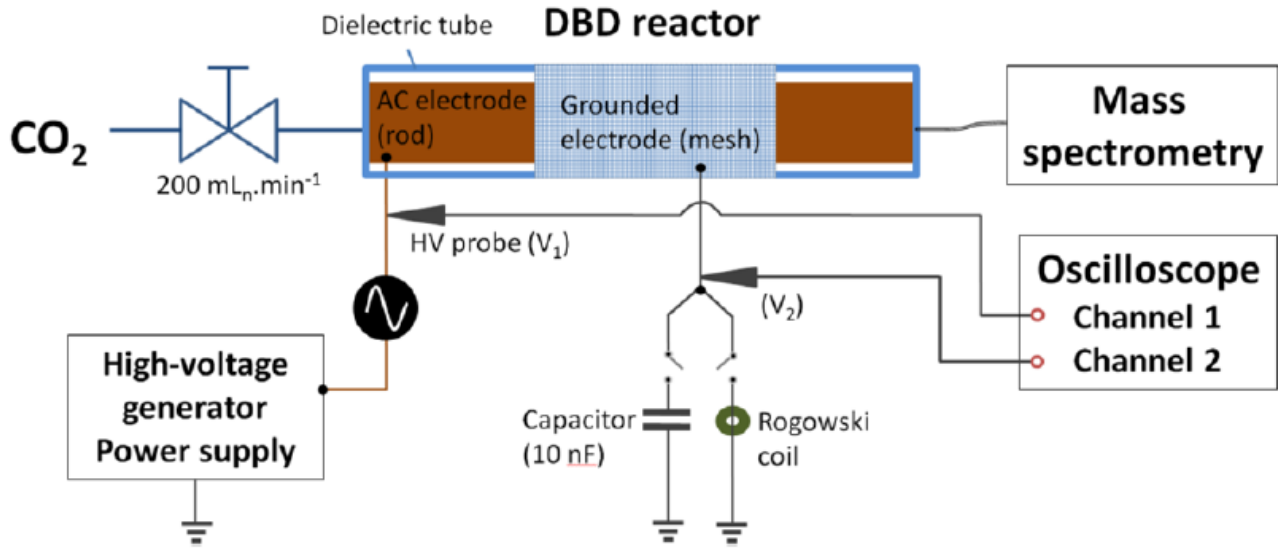 Dielectric tube
DBD reactor
CO₂
200 mLₙ.min⁻¹
AC electrode
(rod)
Grounded
electrode (mesh)
Mass
spectrometry
HV probe (V₁)
(V₂)
Oscilloscope
Channel 1
Channel 2
High-voltage
generator
Power supply
Capacitor
(10 nF)
Rogowski
coil